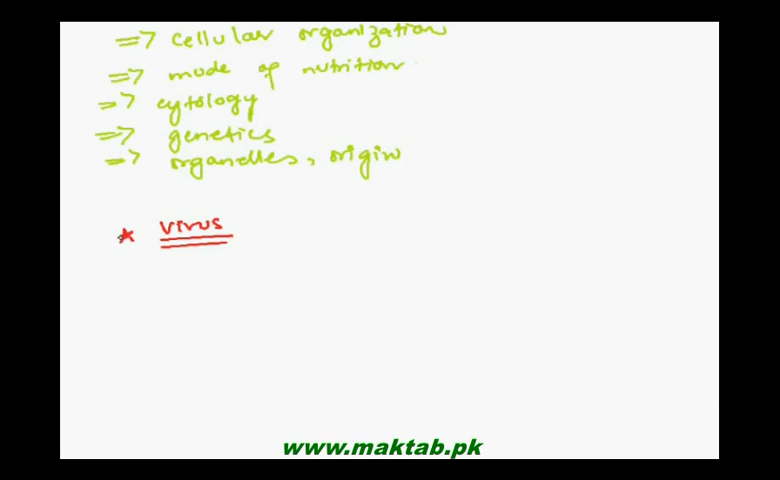 => cellular organization
=> mode of nutrition
=> cytology
=> genetics
=> organelles, origin
* Virus
www.maktab.pk